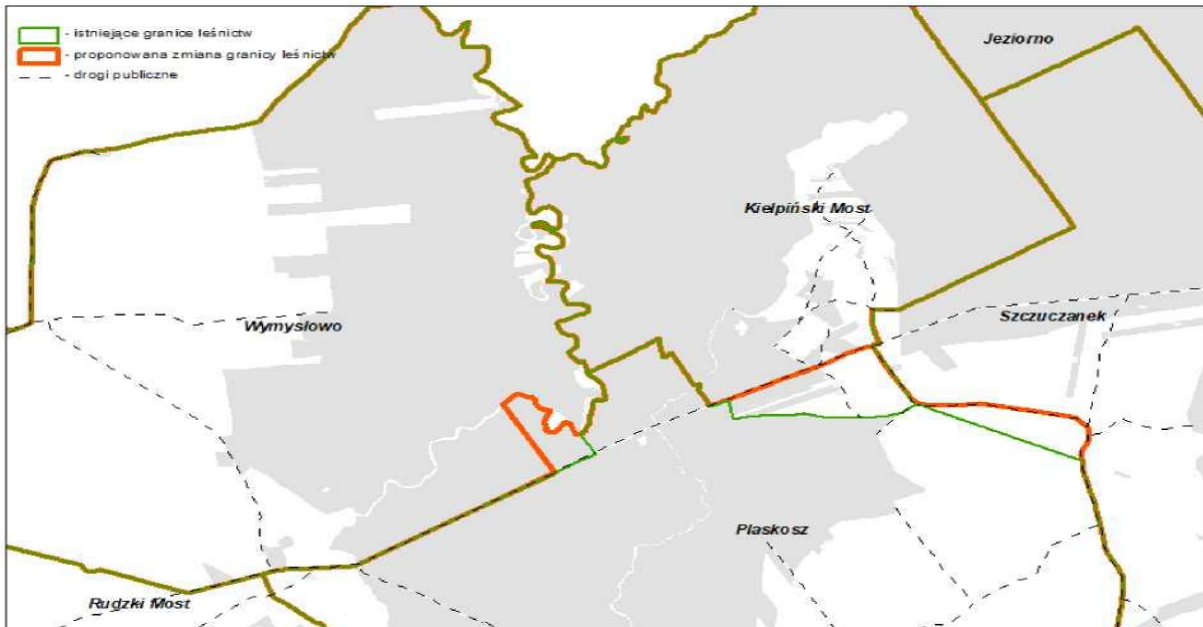 - istniejące granice leśnictw
- proponowana zmiana granicy leśnictw
- drogi publiczne
Jeziorno
Kiełpiński Most
Szczuczanek
Wymysłowo
Plaskosz
Rudzki Most